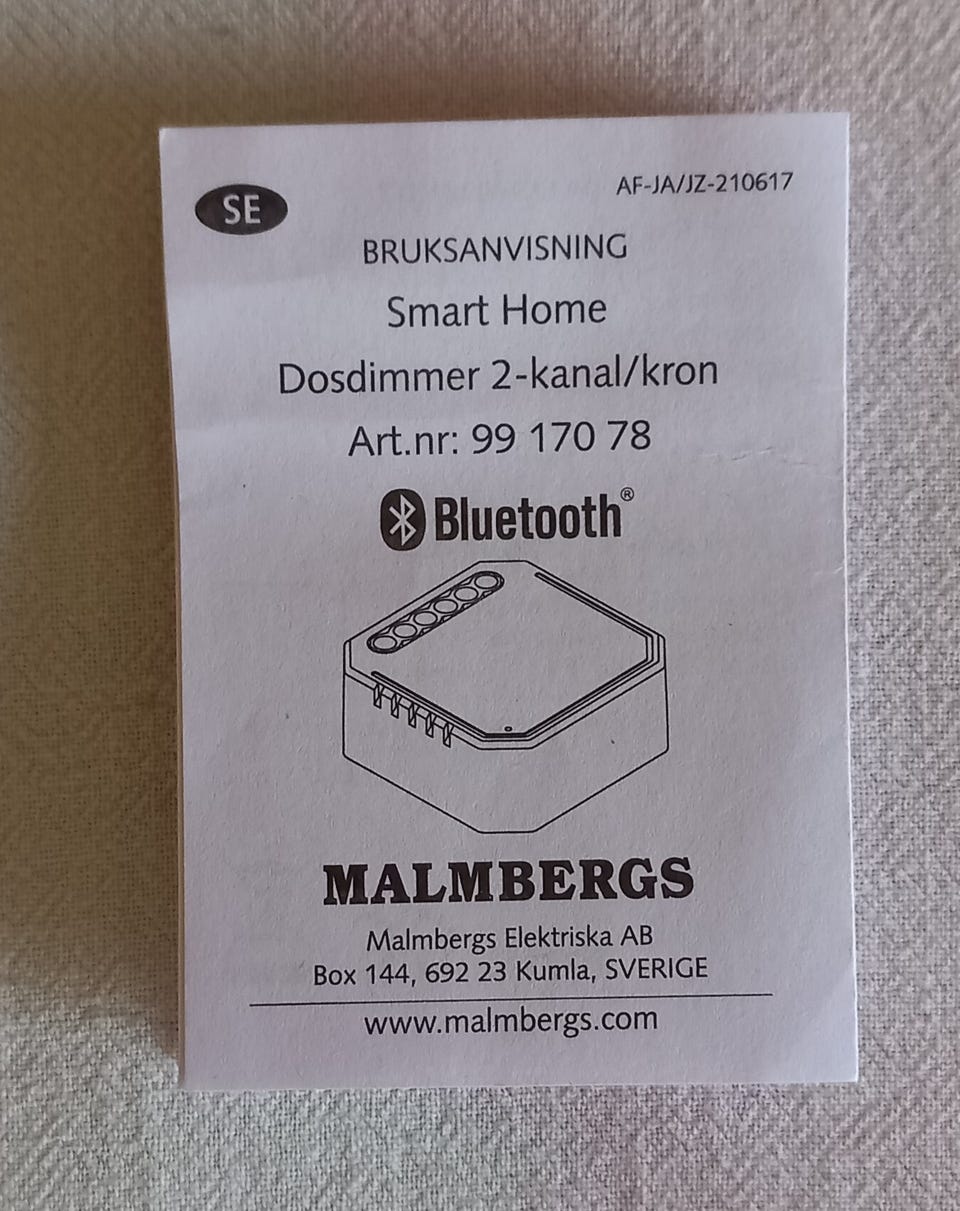 SE
AF-JA/JZ-210617
BRUKSANVISNING
Smart Home
Dosdimmer 2-kanal/kron
Art.nr: 99 170 78
Bluetooth®
MALMBERGS
Malmbergs Elektriska AB
Box 144, 692 23 Kumla, SVERIGE
www.malmbergs.com